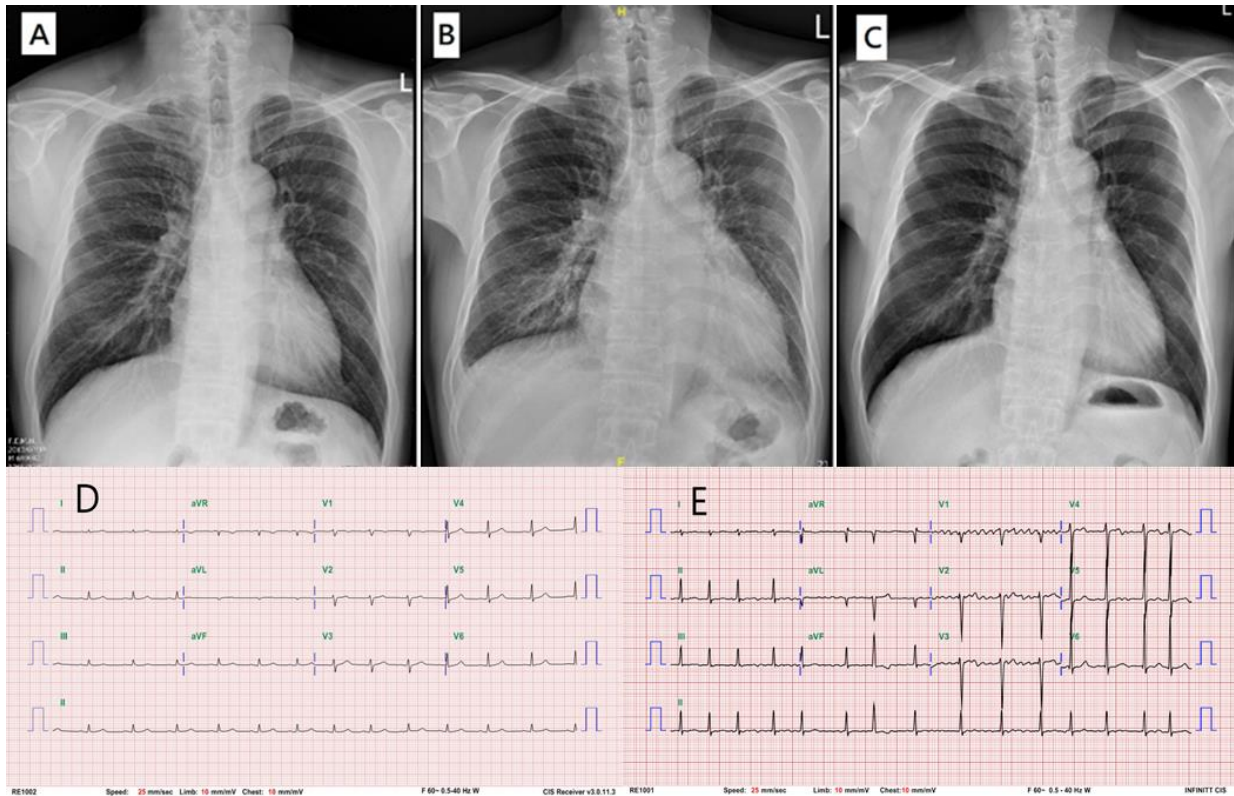 A
B
C
H
L
L
L
F
D
I aVR V1 V4
II aVL V2 V5
III aVF V3 V6
II
RE1002 Speed: 25 mm/sec Limb: 10 mm/mV Chest: 10 mm/mV F 60~ 0.5-40 Hz W CIS Receiver v3.0.11.3
E
I aVR V1 V4
II aVL V2 V5
III aVF V3 V6
II
RE1001 Speed: 25 mm/sec Limb: 10 mm/mV Chest: 10 mm/mV F 60~ 0.5 - 40 Hz W INFINITT CIS